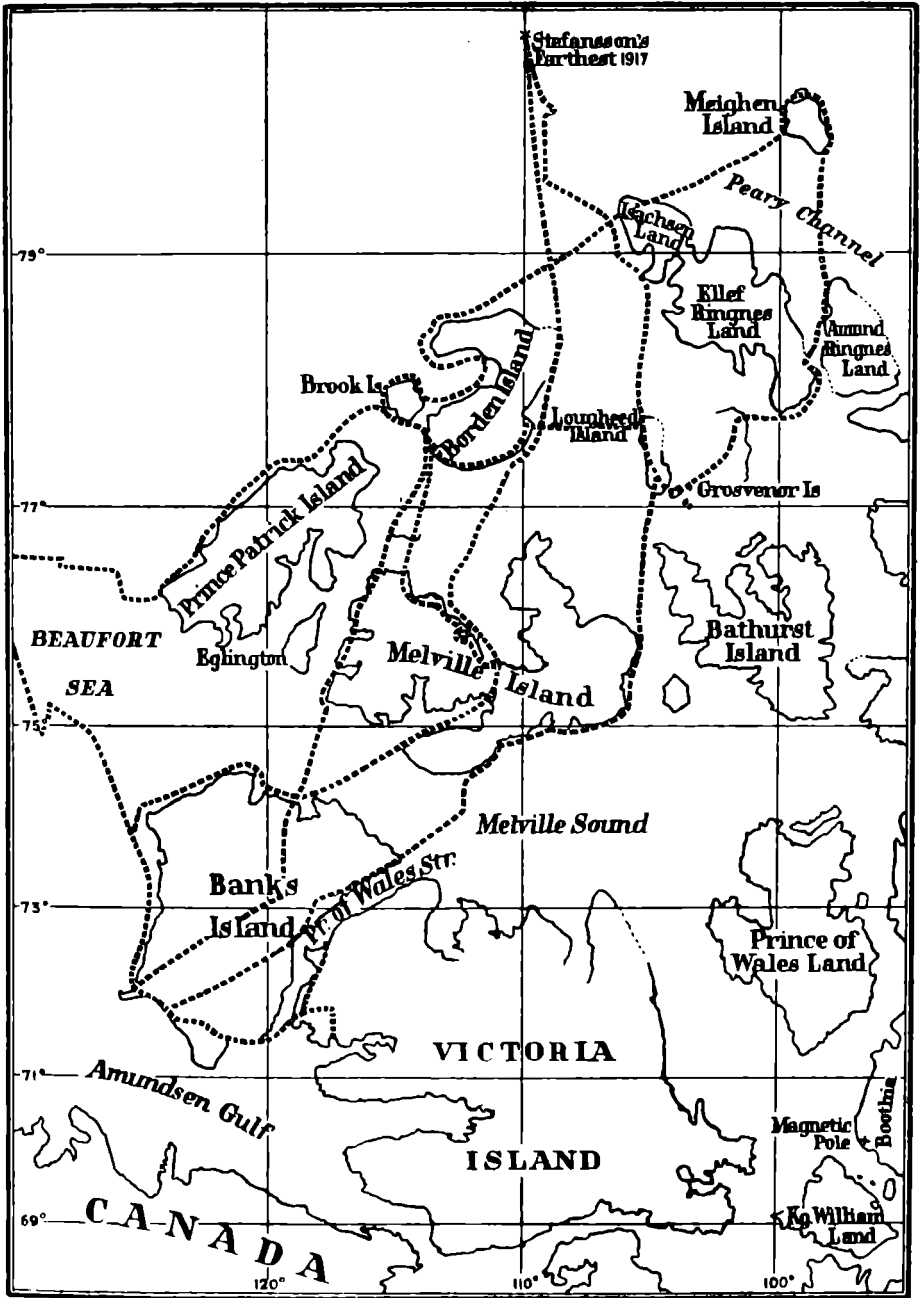 Stefansson's
Farthest 1917
Meighen
Island
Peary Channel
Isachsen
Land
79°
Ellef
Ringnes
Land
Amund
Ringnes
Land
Brook Is
Borden Island
Lougheed
Island
Grosvenor Is
77°
Prince Patrick Island
BEAUFORT
SEA
Eglington
Melville
Island
Bathurst
Island
75°
Melville Sound
Banks
Island
Pr. of Wales Str.
73°
Prince of
Wales Land
VICTORIA
71°
Amundsen Gulf
Magnetic
Pole
Boothia
ISLAND
CANADA
69°
Kg. William
Land
120°
110°
100°